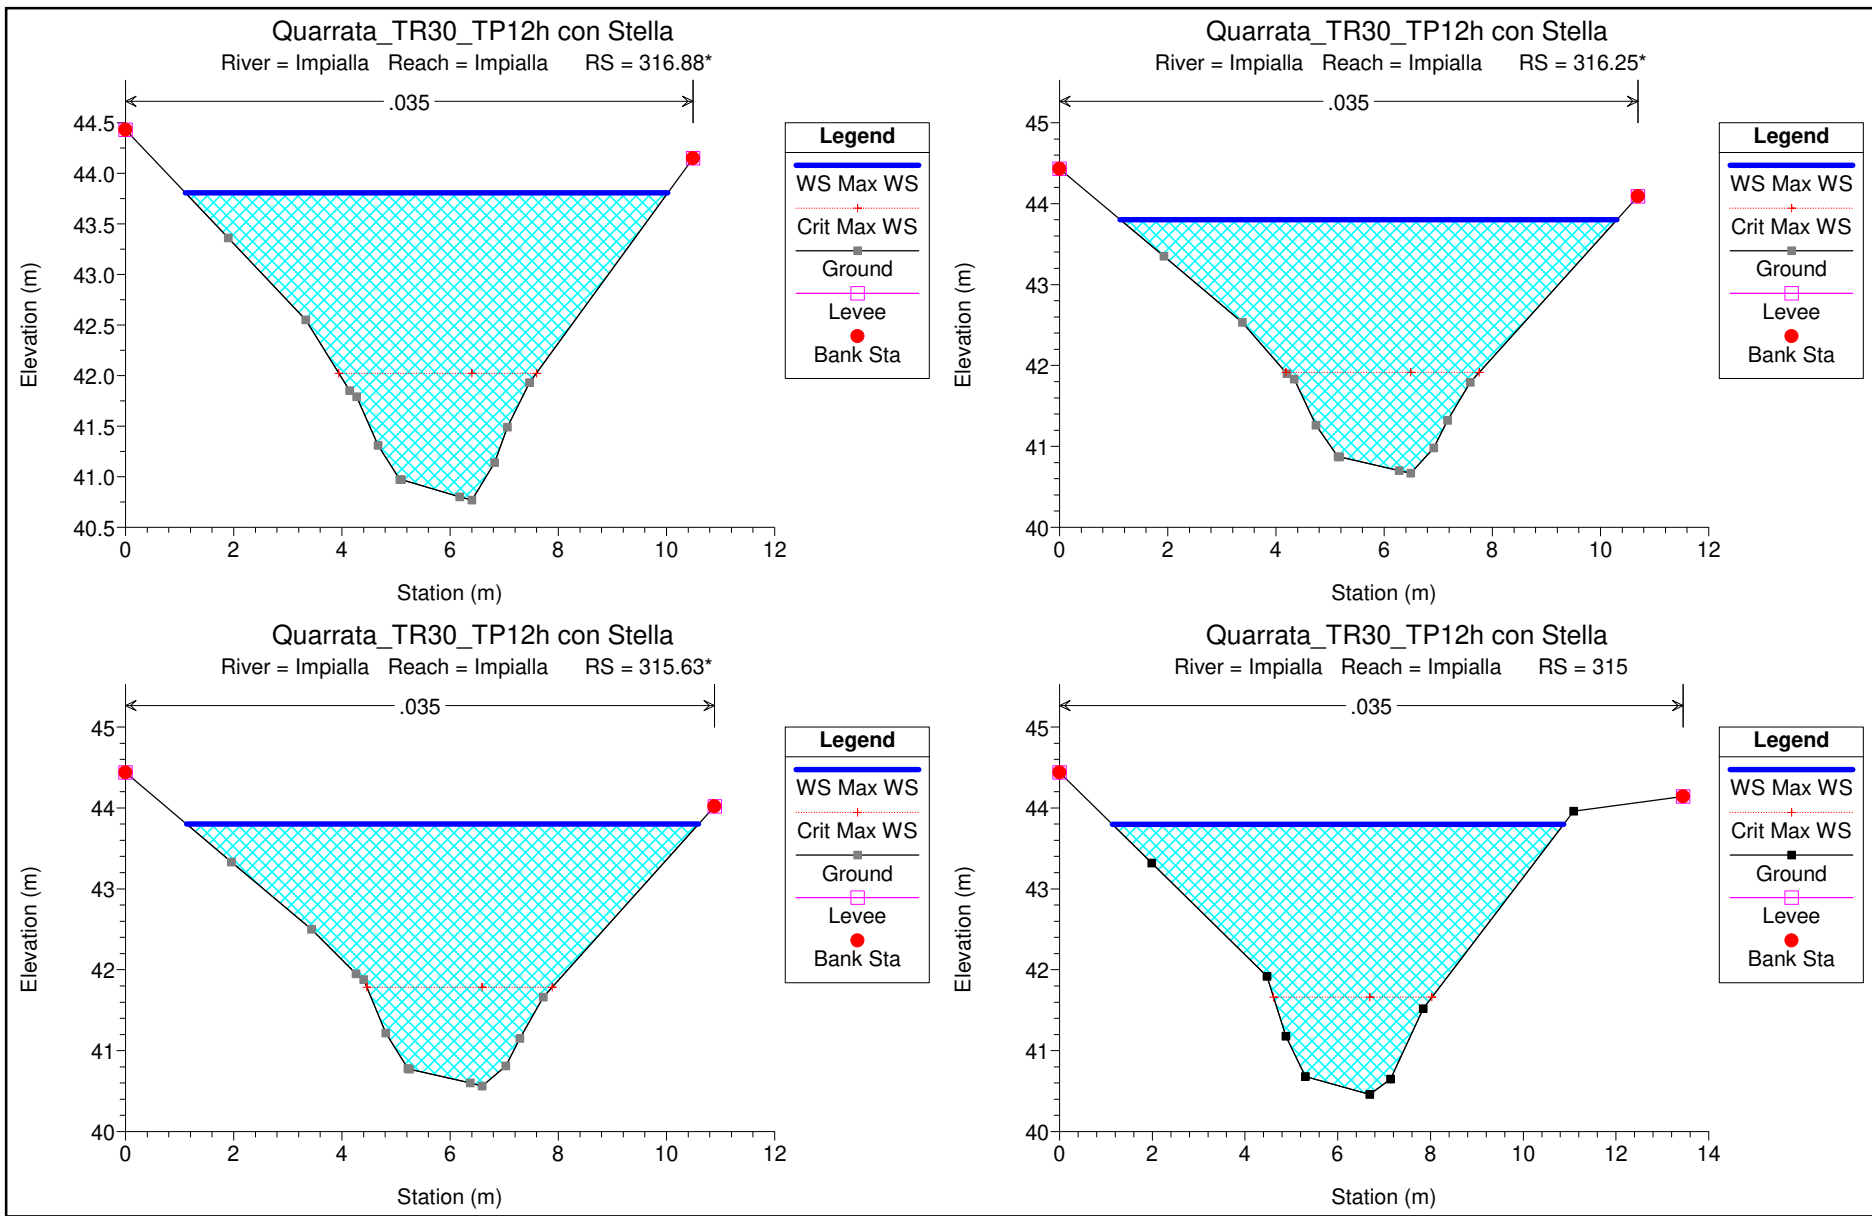 Quarrata_TR30_TP12h con Stella
River = Impialla Reach = Impialla RS = 316.88*
.035
44.5
44.0
43.5
43.0
42.5
42.0
41.5
41.0
40.5
Elevation (m)
0 2 4 6 8 10 12
Station (m)
Legend
WS Max WS
Crit Max WS
Ground
Levee
Bank Sta
Quarrata_TR30_TP12h con Stella
River = Impialla Reach = Impialla RS = 316.25*
.035
45
44
43
42
41
40
Elevation (m)
0 2 4 6 8 10 12
Station (m)
Legend
WS Max WS
Crit Max WS
Ground
Levee
Bank Sta
Quarrata_TR30_TP12h con Stella
River = Impialla Reach = Impialla RS = 315.63*
.035
45
44
43
42
41
40
Elevation (m)
0 2 4 6 8 10 12
Station (m)
Legend
WS Max WS
Crit Max WS
Ground
Levee
Bank Sta
Quarrata_TR30_TP12h con Stella
River = Impialla Reach = Impialla RS = 315
.035
45
44
43
42
41
40
Elevation (m)
0 2 4 6 8 10 12 14
Station (m)
Legend
WS Max WS
Crit Max WS
Ground
Levee
Bank Sta